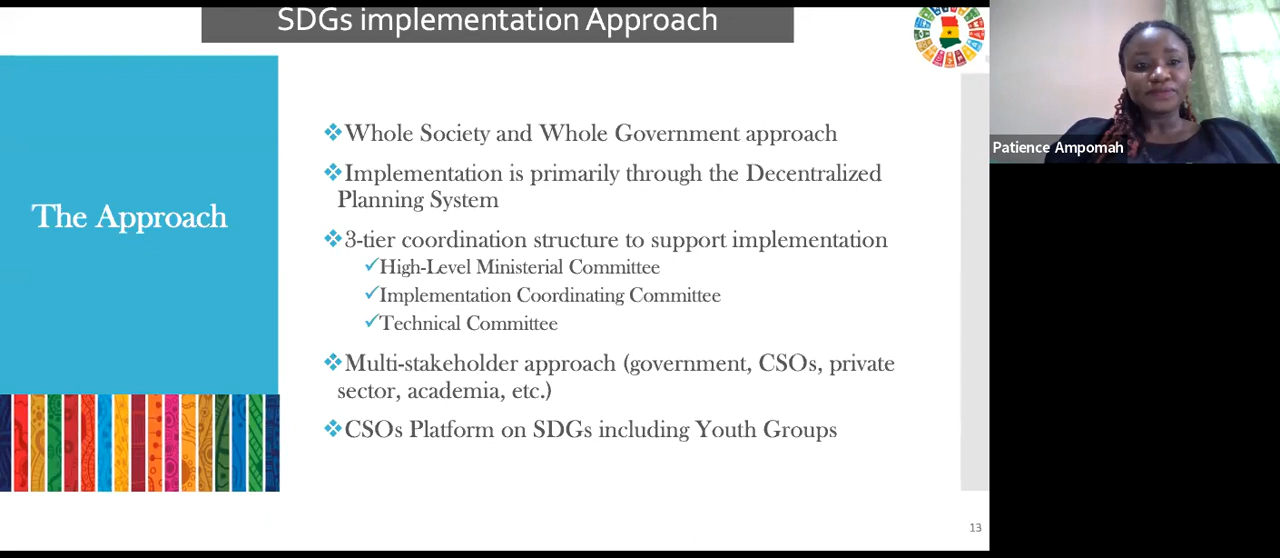 SDGs implementation Approach
The Approach
❖Whole Society and Whole Government approach
❖Implementation is primarily through the Decentralized
Planning System
❖3-tier coordination structure to support implementation
✓High-Level Ministerial Committee
✓Implementation Coordinating Committee
✓Technical Committee
❖Multi-stakeholder approach (government, CSOs, private
sector, academia, etc.)
❖CSOs Platform on SDGs including Youth Groups
13
Patience Ampomah